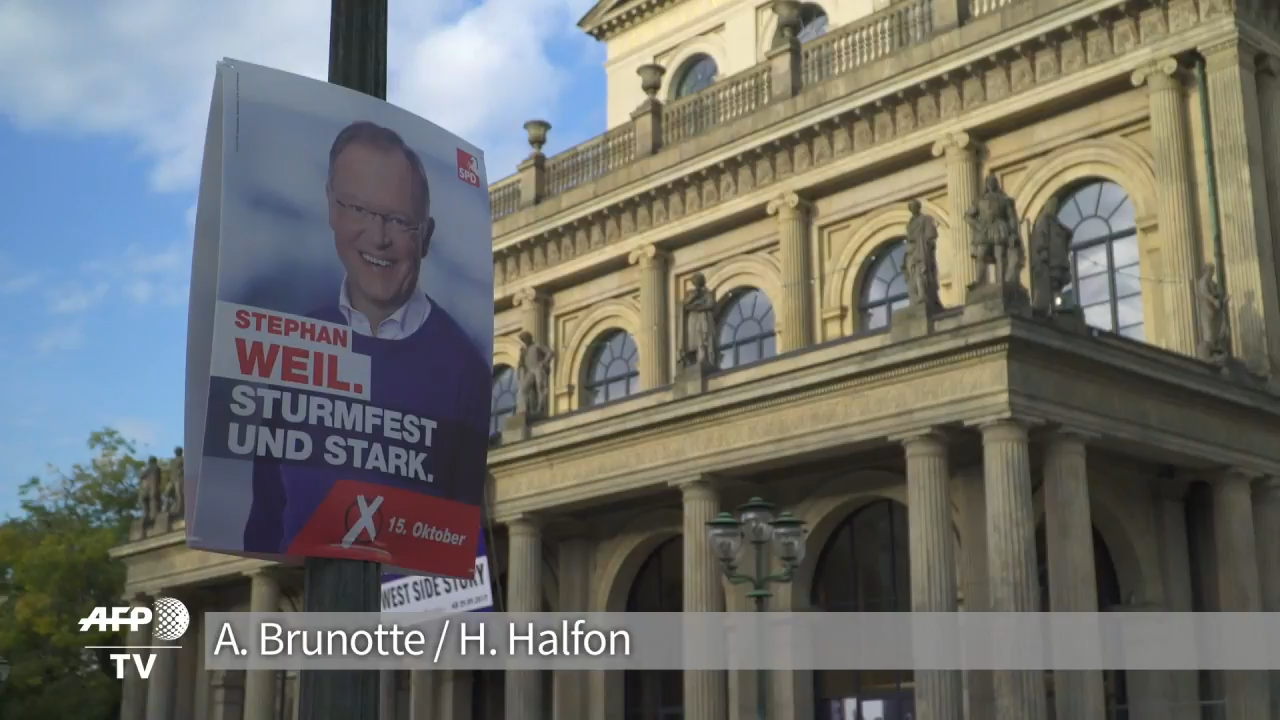 SPD
STEPHAN
WEIL.
STURMFEST
UND STARK.
X
15. Oktober
WEST SIDE STORY
AFP
TV
A. Brunotte / H. Halfon